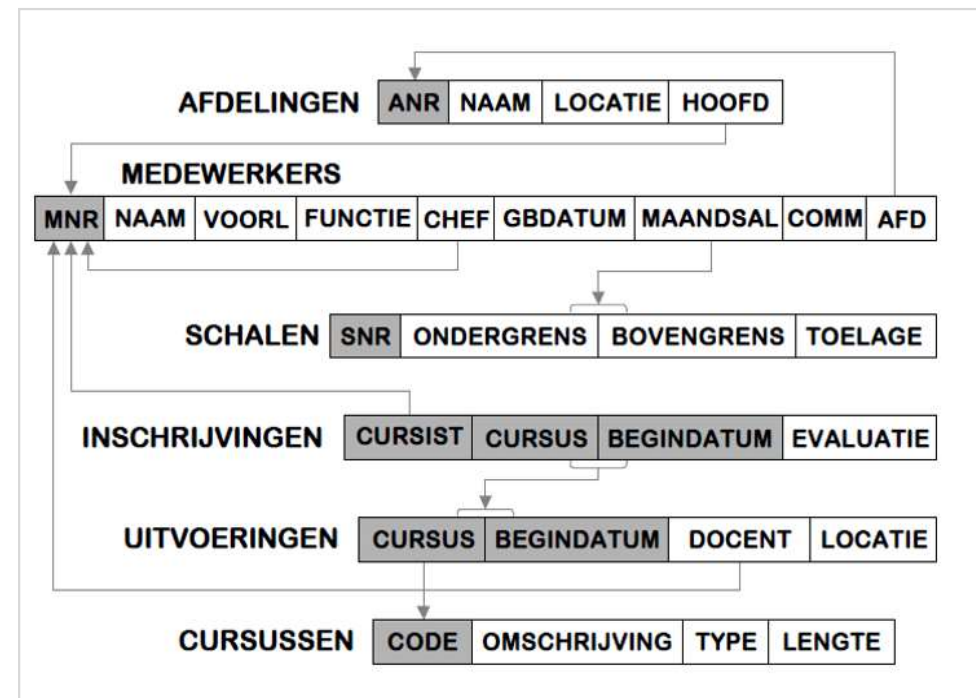 AFDELINGEN ANR NAAM LOCATIE HOOFD
MEDEWERKERS
MNR NAAM VOORL FUNCTIE CHEF GBDATUM MAANDSAL COMM AFD
SCHALEN SNR ONDERGRENS BOVENGRENS TOELAGE
INSCHRIJVINGEN CURSIST CURSUS BEGINDATUM EVALUATIE
UITVOERINGEN CURSUS BEGINDATUM DOCENT LOCATIE
CURSUSSEN CODE OMSCHRIJVING TYPE LENGTE